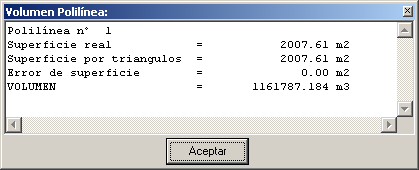 Volumen Polilínea:
Polilínea n° 1
Superficie real = 2007.61 m2
Superficie por triangulos = 2007.61 m2
Error de superficie = 0.00 m2
VOLUMEN = 1161787.184 m3
Aceptar